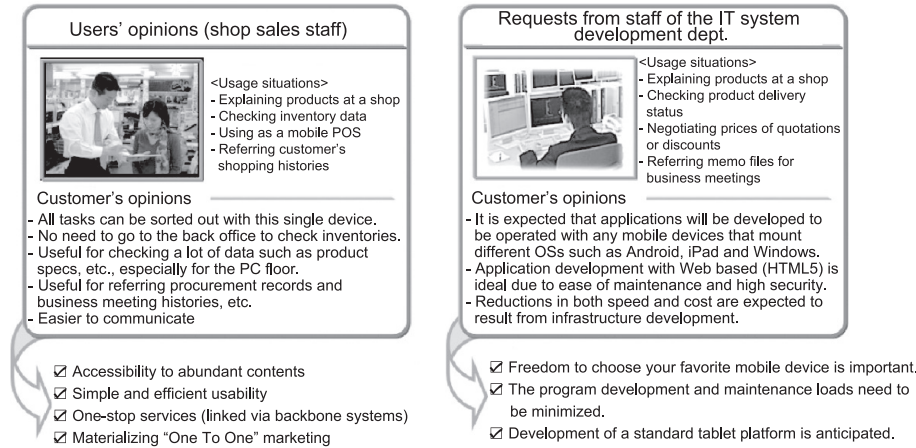 Users' opinions (shop sales staff)
<Usage situations>
- Explaining products at a shop
- Checking inventory data
- Using as a mobile POS
- Referring customer's
shopping histories
Customer's opinions
- All tasks can be sorted out with this single device.
- No need to go to the back office to check inventories.
- Useful for checking a lot of data such as product
specs, etc., especially for the PC floor.
- Useful for referring procurement records and
business meeting histories, etc.
- Easier to communicate
☑ Accessibility to abundant contents
☑ Simple and efficient usability
☑ One-stop services (linked via backbone systems)
☑ Materializing "One To One" marketing
Requests from staff of the IT system
development dept.
<Usage situations>
- Explaining products at a shop
- Checking product delivery
status
- Negotiating prices of quotations
or discounts
- Referring memo files for
business meetings
Customer's opinions
- It is expected that applications will be developed to
be operated with any mobile devices that mount
different OSs such as Android, iPad and Windows.
- Application development with Web based (HTML5) is
ideal due to ease of maintenance and high security.
- Reductions in both speed and cost are expected to
result from infrastructure development.
☑ Freedom to choose your favorite mobile device is important.
☑ The program development and maintenance loads need to
be minimized.
☑ Development of a standard tablet platform is anticipated.